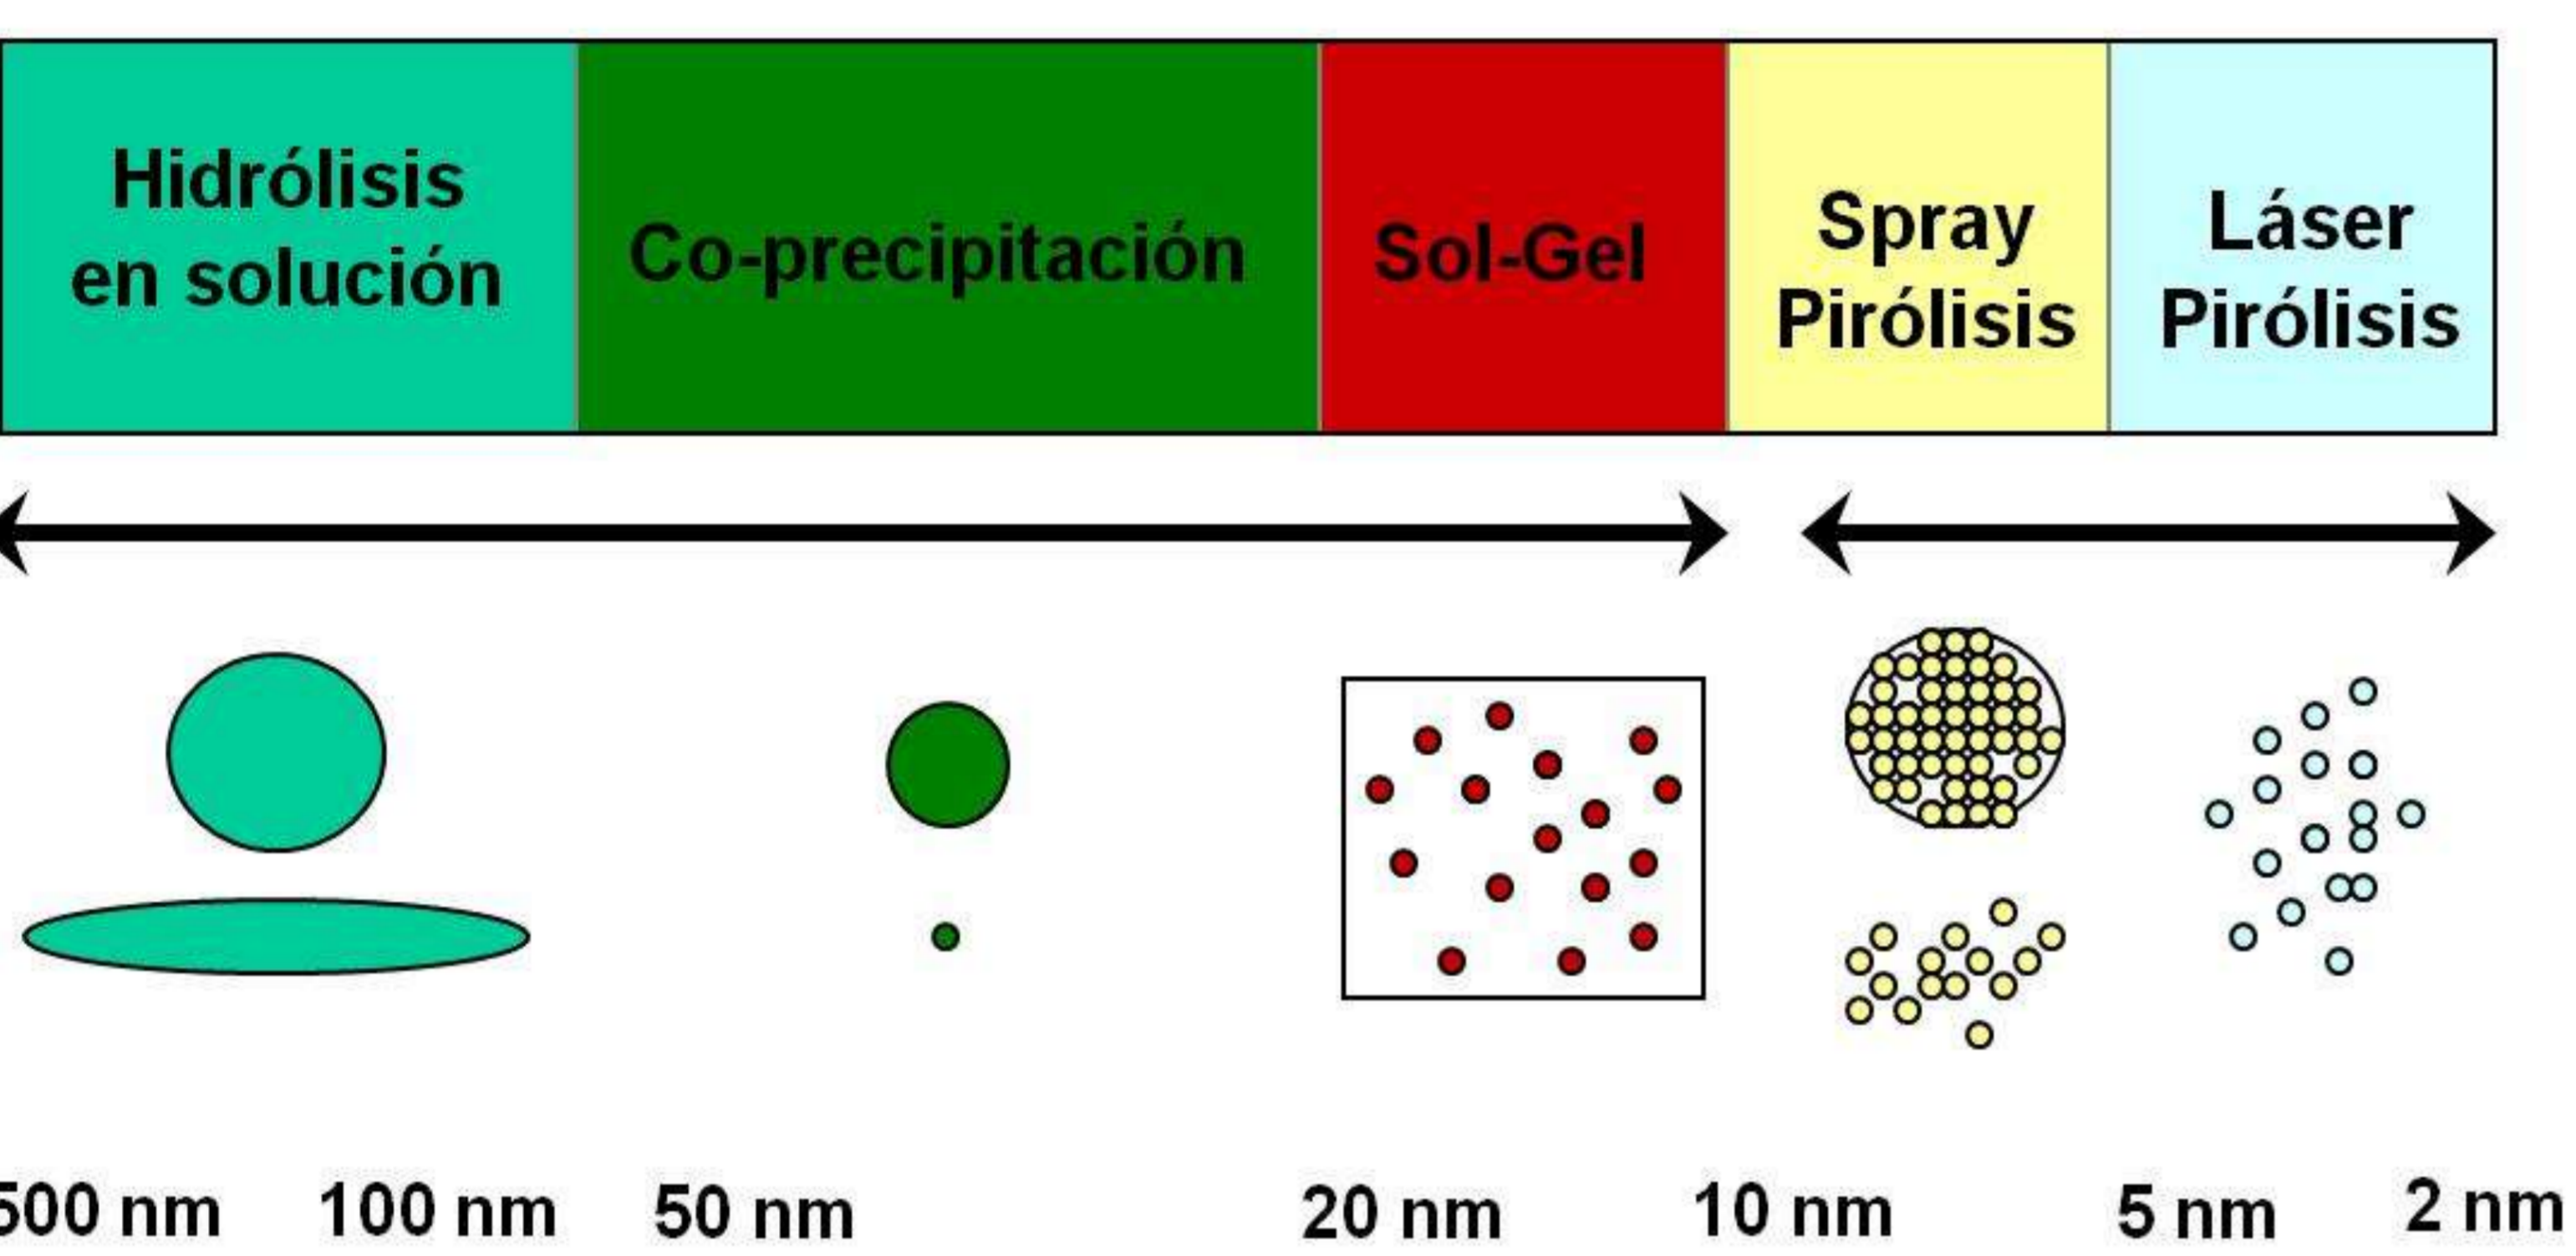 Hidrólisis
en solución
Co-precipitación
Sol-Gel
Spray
Pirólisis
Láser
Pirólisis
500 nm 100 nm 50 nm 20 nm 10 nm 5 nm 2 nm